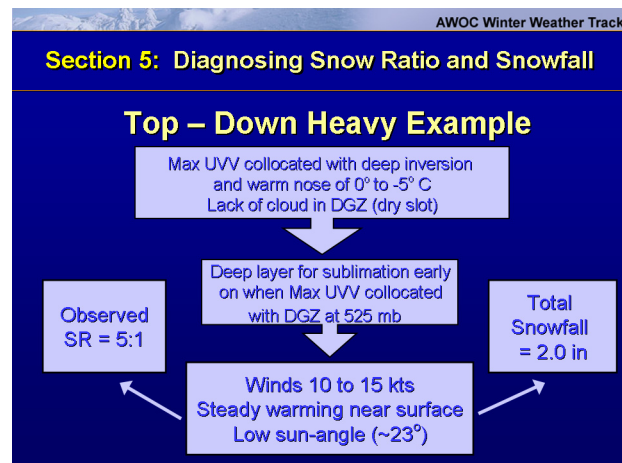 AWOC Winter Weather Track
Section 5: Diagnosing Snow Ratio and Snowfall
Top – Down Heavy Example
Max UVV collocated with deep inversion
and warm nose of 0° to -5° C
Lack of cloud in DGZ (dry slot)
Deep layer for sublimation early
on when Max UVV collocated
with DGZ at 525 mb
Observed
SR = 5:1
Total
Snowfall
= 2.0 in
Winds 10 to 15 kts
Steady warming near surface
Low sun-angle (~23°)